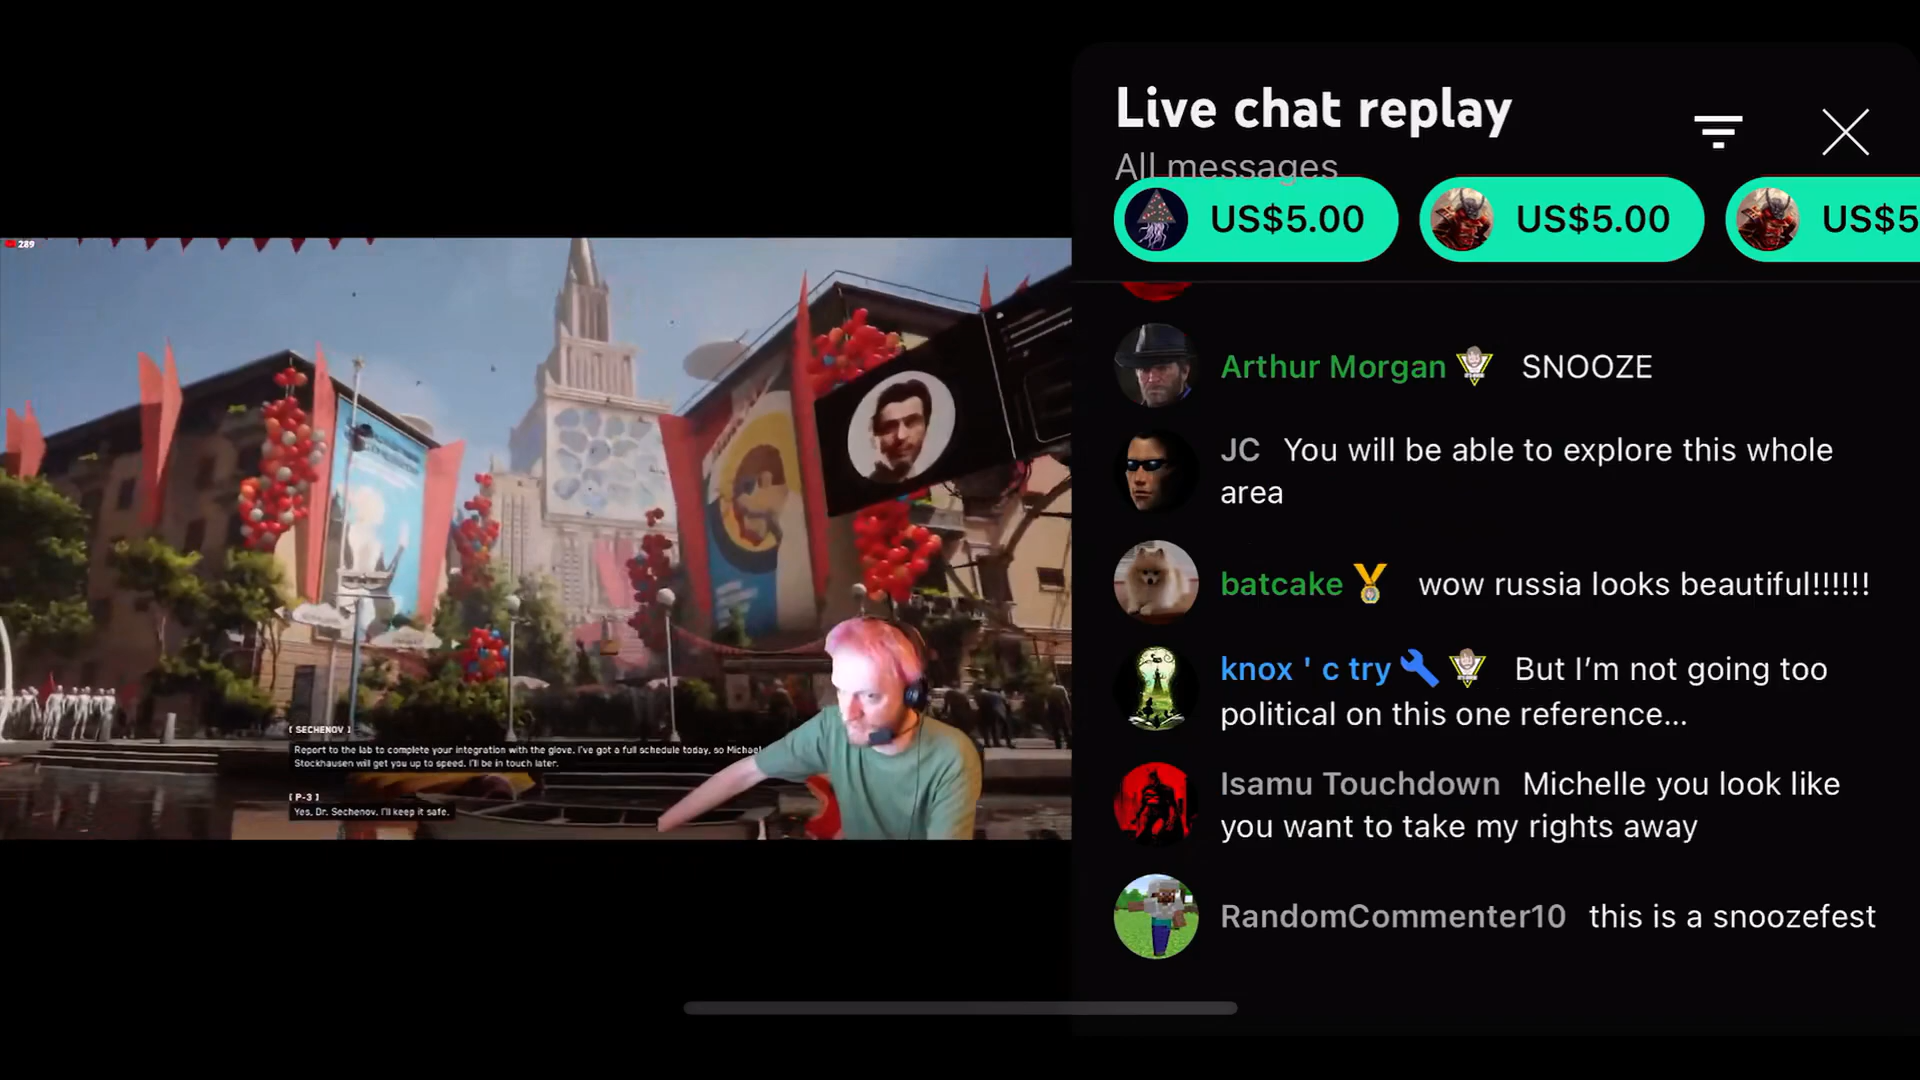 289
[ SECHENOV ]
Report to the lab to complete your integration with the glove. I've got a full schedule today, so Michael
Stockhausen will get you up to speed. I'll be in touch later.
[ P-3 ]
Yes, Dr. Sechenov. I'll keep it safe.
Live chat replay
All messages
US$5.00
US$5.00
US$5
Arthur Morgan SNOOZE
JC You will be able to explore this whole
area
batcake wow russia looks beautiful!!!!!!
knox ' c try But I’m not going too
political on this one reference...
Isamu Touchdown Michelle you look like
you want to take my rights away
RandomCommenter10 this is a snoozefest